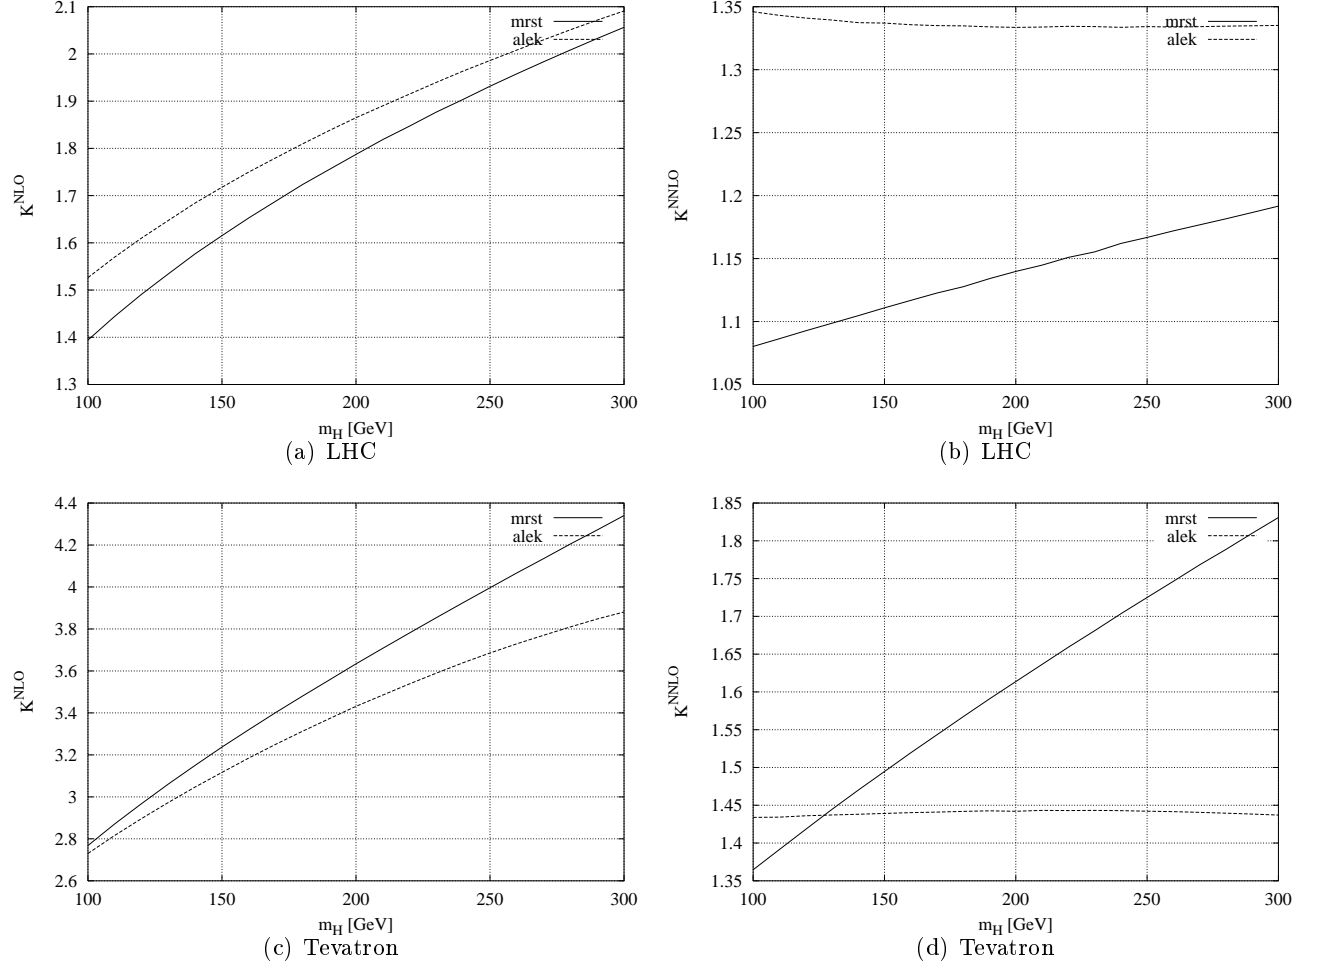 2.1
2
1.9
1.8
1.7
1.6
1.5
1.4
1.3
K^NLO
mrst
alek
100 150 200 250 300
m_H [GeV]
(a) LHC
1.35
1.3
1.25
1.2
1.15
1.1
1.05
K^NNLO
mrst
alek
100 150 200 250 300
m_H [GeV]
(b) LHC
4.4
4.2
4
3.8
3.6
3.4
3.2
3
2.8
2.6
K^NLO
mrst
alek
100 150 200 250 300
m_H [GeV]
(c) Tevatron
1.85
1.8
1.75
1.7
1.65
1.6
1.55
1.5
1.45
1.4
1.35
K^NNLO
mrst
alek
100 150 200 250 300
m_H [GeV]
(d) Tevatron